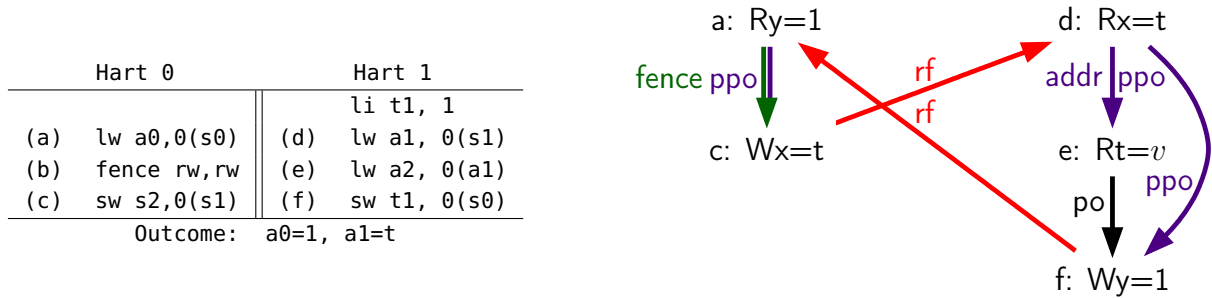 Hart 0 Hart 1
li t1, 1
(a) lw a0,0(s0) (d) lw a1, 0(s1)
(b) fence rw,rw (e) lw a2, 0(a1)
(c) sw s2,0(s1) (f) sw t1, 0(s0)
Outcome: a0=1, a1=t
a: Ry=1 d: Rx=t
fence ppo rf addr ppo
rf
c: Wx=t e: Rt=v
ppo
po
f: Wy=1